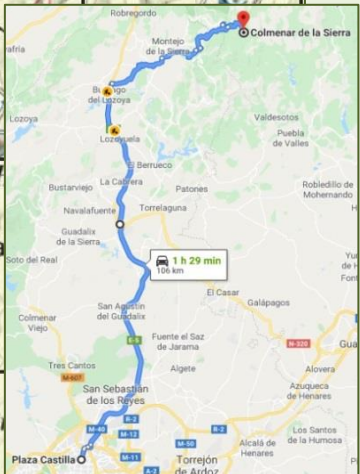 Robregordo
Colmenar de la Sierra
Montejo
de la Sierra
Buitrago
del Lozoya
Lozoya
Valdesotos
Lozoyuela
Puebla
de Valles
El Berrueco
La Cabrera
Bustarviejo
Patones
Robledillo de
Mohernando
Navalafuente
Torrelaguna
Guadalix
de la Sierra
1 h 29 min
106 km
Soto del Real
El Casar
Galápagos
San Agustín
del Guadalix
Colmenar
Viejo
E-5
Fuente el Saz
de Jarama
N-320
Tres Cantos
Algete
Alovera
M-607
San Sebastián
de los Reyes
Azuqueca
de Henares
M-40
R-2
M-12
R-2
Los Santos
de la Humosa
M-50
Plaza Castilla
M-11
Alcalá de
Henares
A-2
Torrejón
de Ardoz